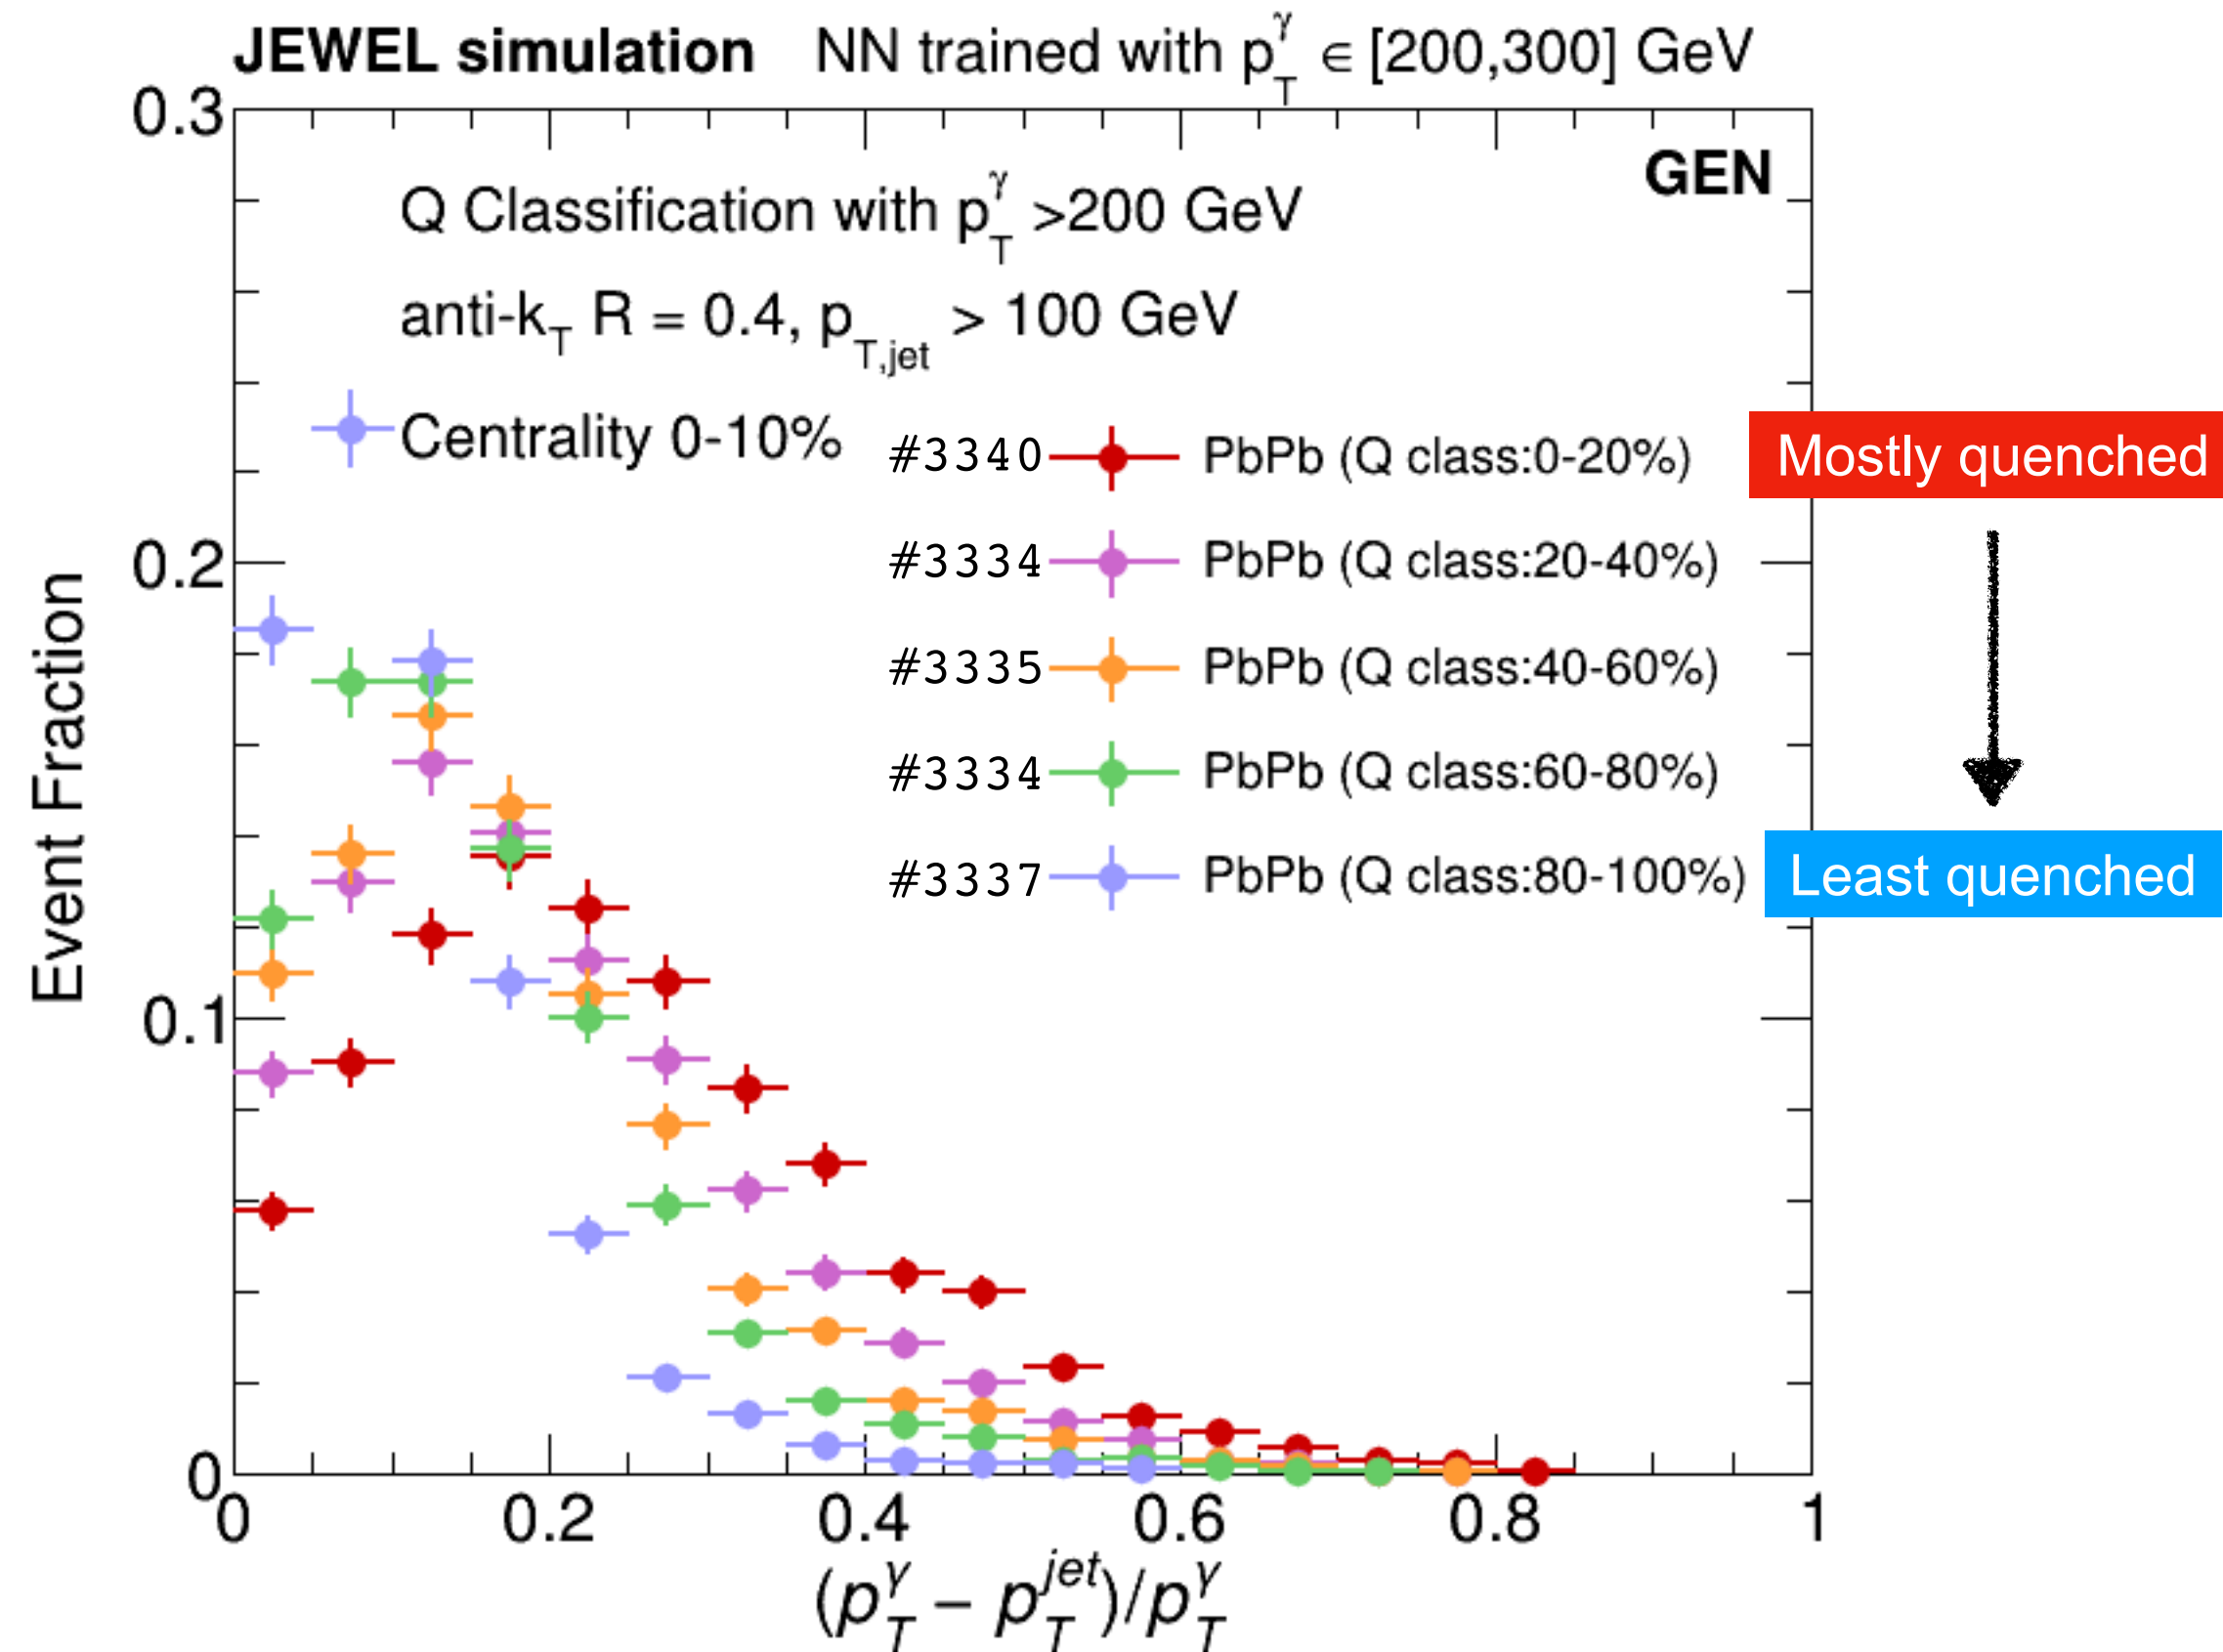 JEWEL simulation NN trained with p_T^γ ∈ [200,300] GeV
GEN
Q Classification with p_T^γ >200 GeV
anti-k_T R = 0.4, p_T,jet > 100 GeV
Centrality 0-10%
#3340 PbPb (Q class:0-20%) Mostly quenched
#3334 PbPb (Q class:20-40%)
#3335 PbPb (Q class:40-60%)
#3334 PbPb (Q class:60-80%)
#3337 PbPb (Q class:80-100%) Least quenched
Event Fraction
0.3
0.2
0.1
0
0 0.2 0.4 0.6 0.8 1
(p_T^γ – p_T^jet)/p_T^γ